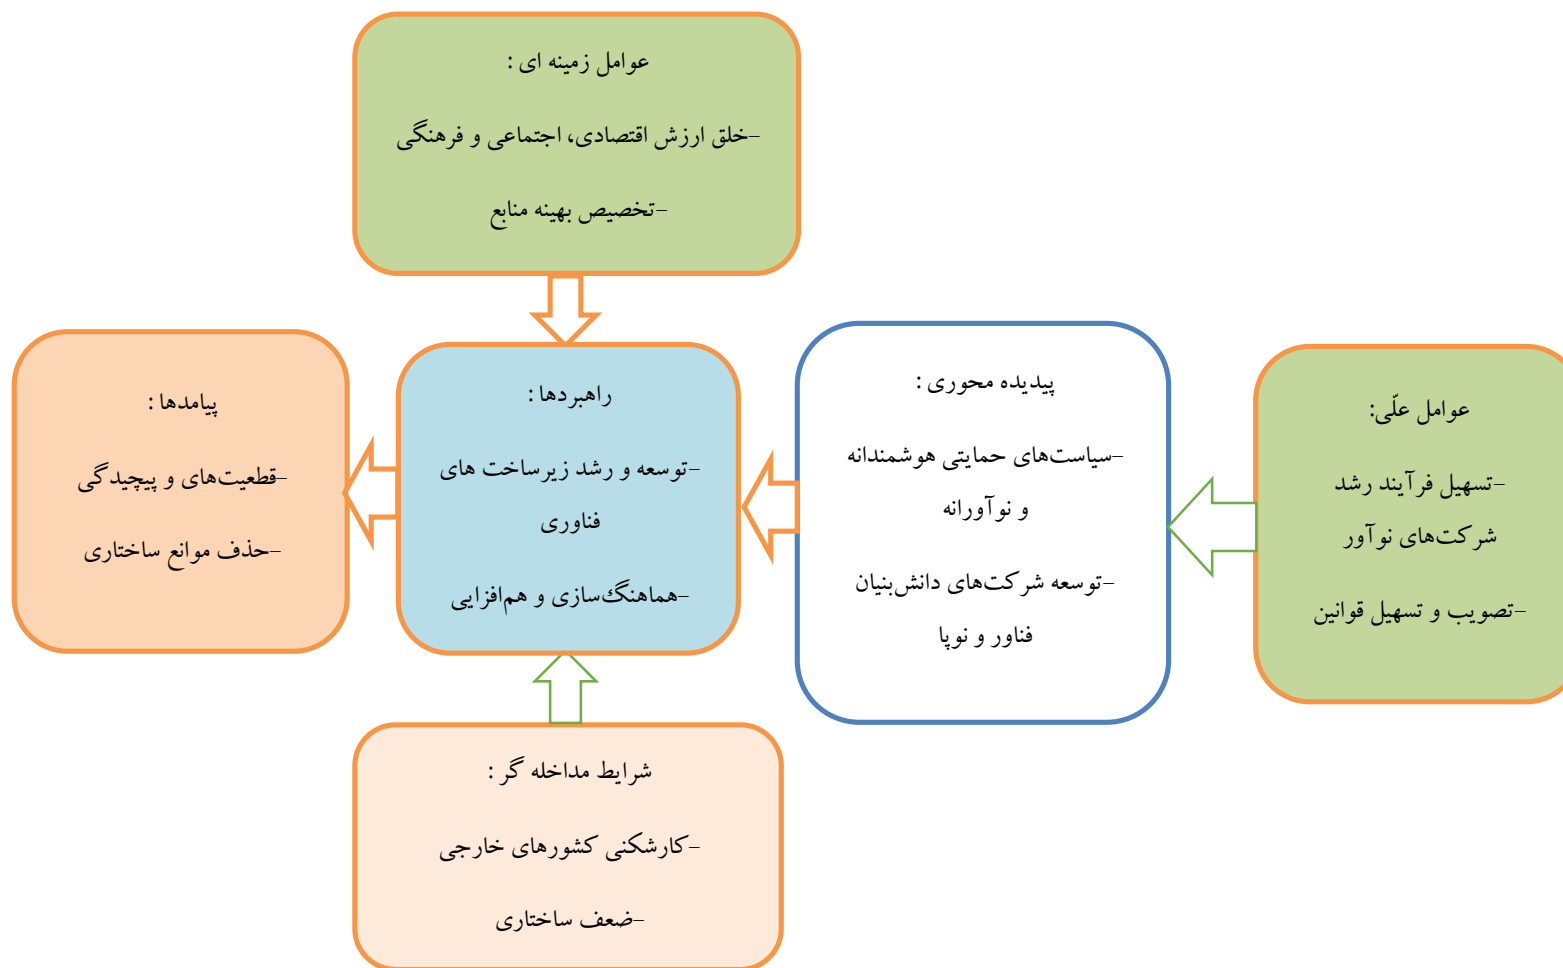 عوامل زمینه ای :
-خلق ارزش اقتصادی، اجتماعی و فرهنگی
-تخصیص بهینه منابع
عوامل علّی:
-تسهیل فرآیند رشد
شرکت‌های نوآور
-تصویب و تسهیل قوانین
پیدیده محوری :
-سیاست‌های حمایتی هوشمندانه
و نوآورانه
-توسعه شرکت‌های دانش‌بنیان
فناور و نوپا
راهبردها :
-توسعه و رشد زیرساخت های
فناوری
-هماهنگ‌سازی و هم‌افزایی
پیامدها :
-قطعیت‌های و پیچیدگی
-حذف موانع ساختاری
شرایط مداخله گر :
-کارشکنی کشورهای خارجی
-ضعف ساختاری